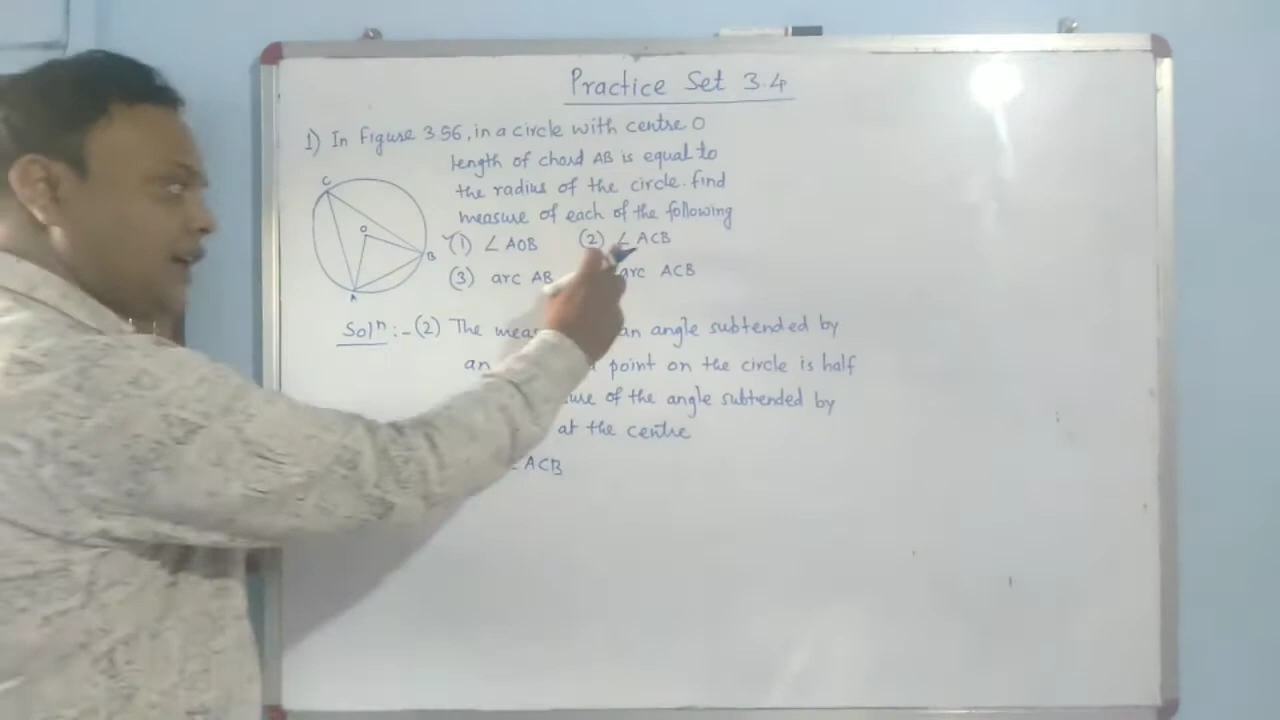 Practice Set 3.4
1) In Figure 3.56, in a circle with centre O
length of chord AB is equal to
the radius of the circle. find
measure of each of the following
(1) ∠AOB (2) ∠ACB
(3) arc AB arc ACB
C
O
B
A
Solⁿ :- (2) The an angle subtended by
an point on the circle is half
of the angle subtended by
at the centre
ACB